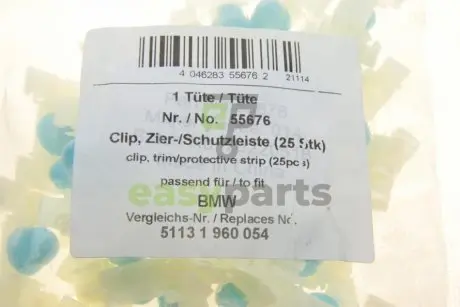 4 046283 55676 2 21114
1 Tüte / Tüte
Nr. / No. 55676
Clip, Zier-/Schutzleiste (25 Stk)
clip, trim/protective strip (25pcs)
passend für / to fit
easyparts
BMW
Vergleichs-Nr. / Replaces No.
5113 1 960 054